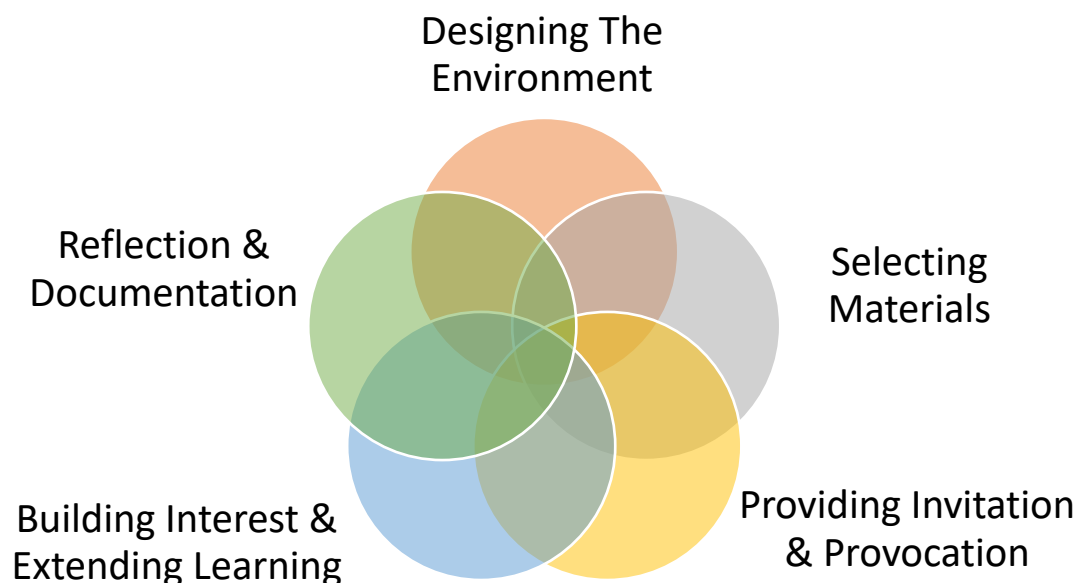 Designing The
Environment
Reflection &
Documentation
Selecting
Materials
Building Interest &
Extending Learning
Providing Invitation
& Provocation